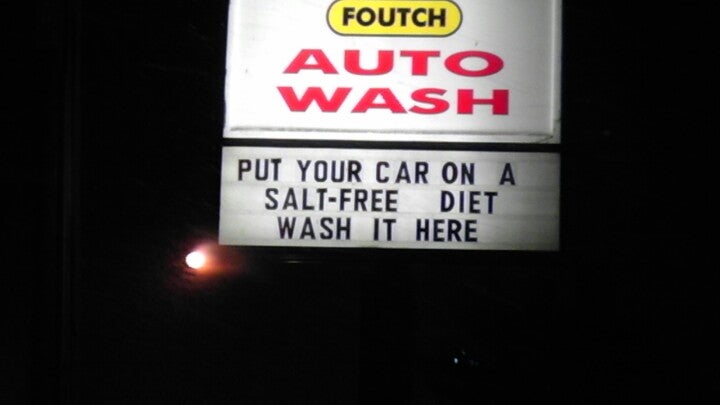 FOUTCH
AUTO
WASH
PUT YOUR CAR ON A
SALT-FREE DIET
WASH IT HERE